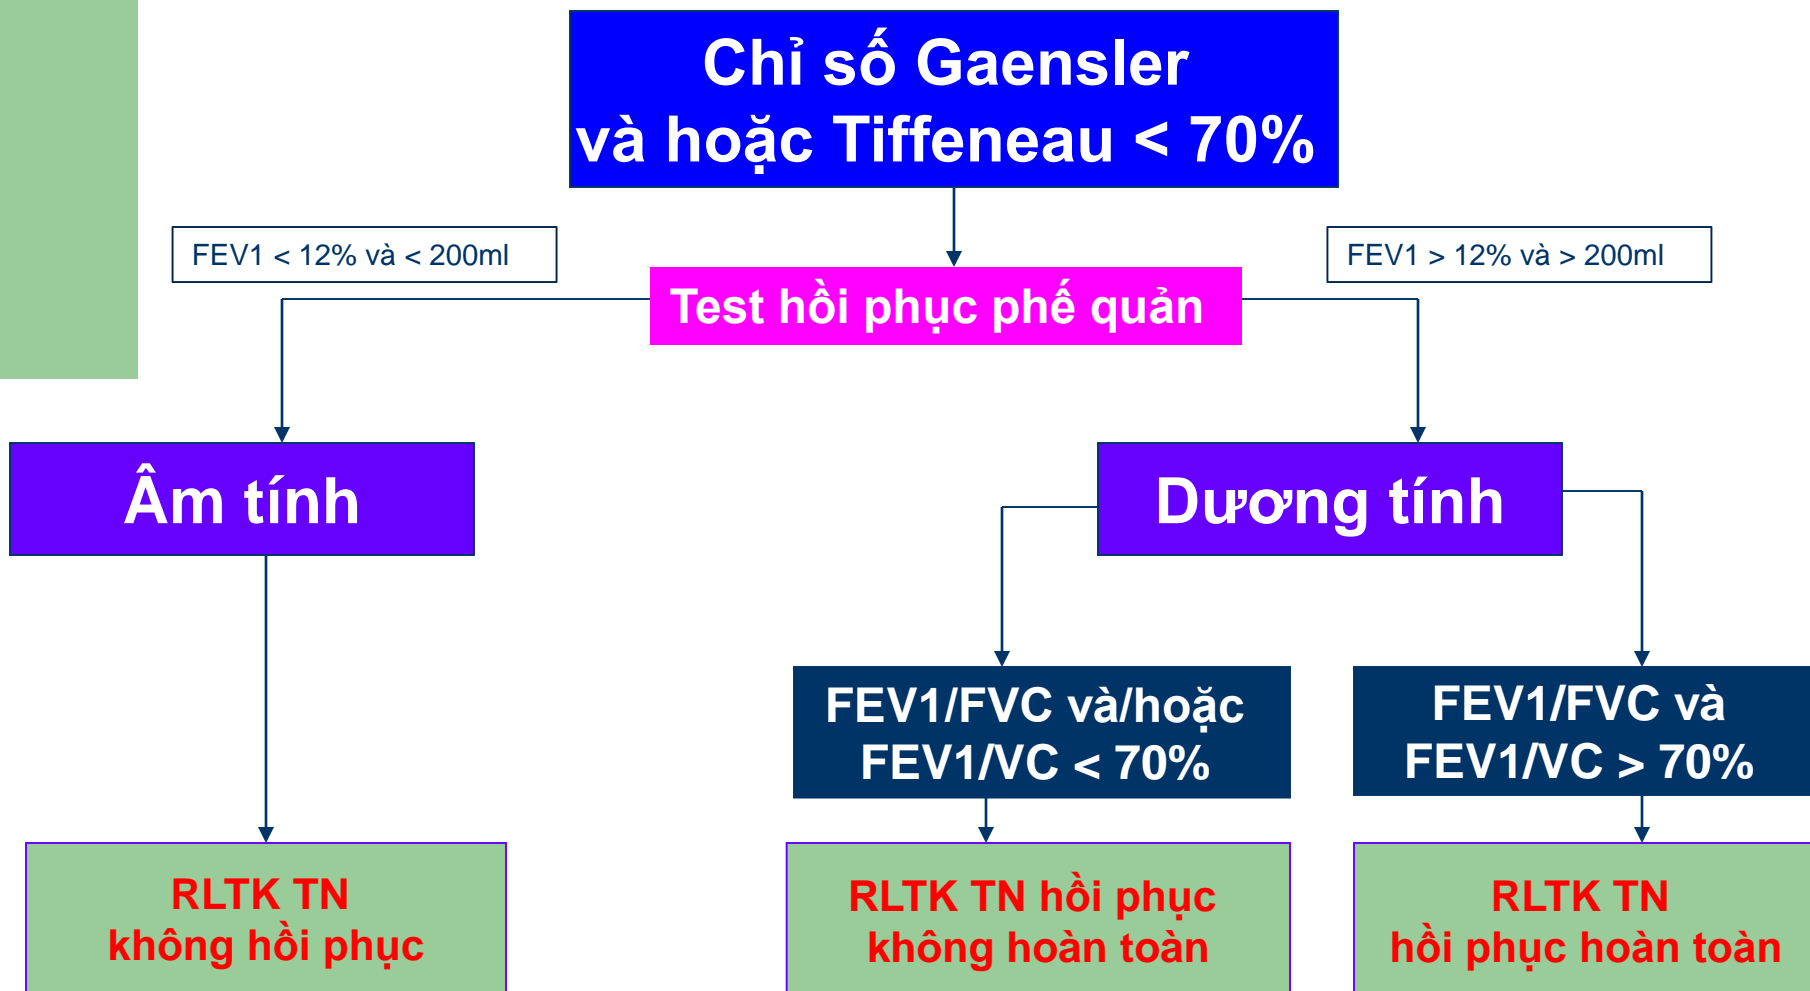 Chỉ số Gaensler
và hoặc Tiffeneau < 70%
FEV1 < 12% và < 200ml
FEV1 > 12% và > 200ml
Test hồi phục phế quản
Âm tính
Dương tính
FEV1/FVC và/hoặc
FEV1/VC < 70%
FEV1/FVC và
FEV1/VC > 70%
RLTK TN
không hồi phục
RLTK TN hồi phục
không hoàn toàn
RLTK TN
hồi phục hoàn toàn